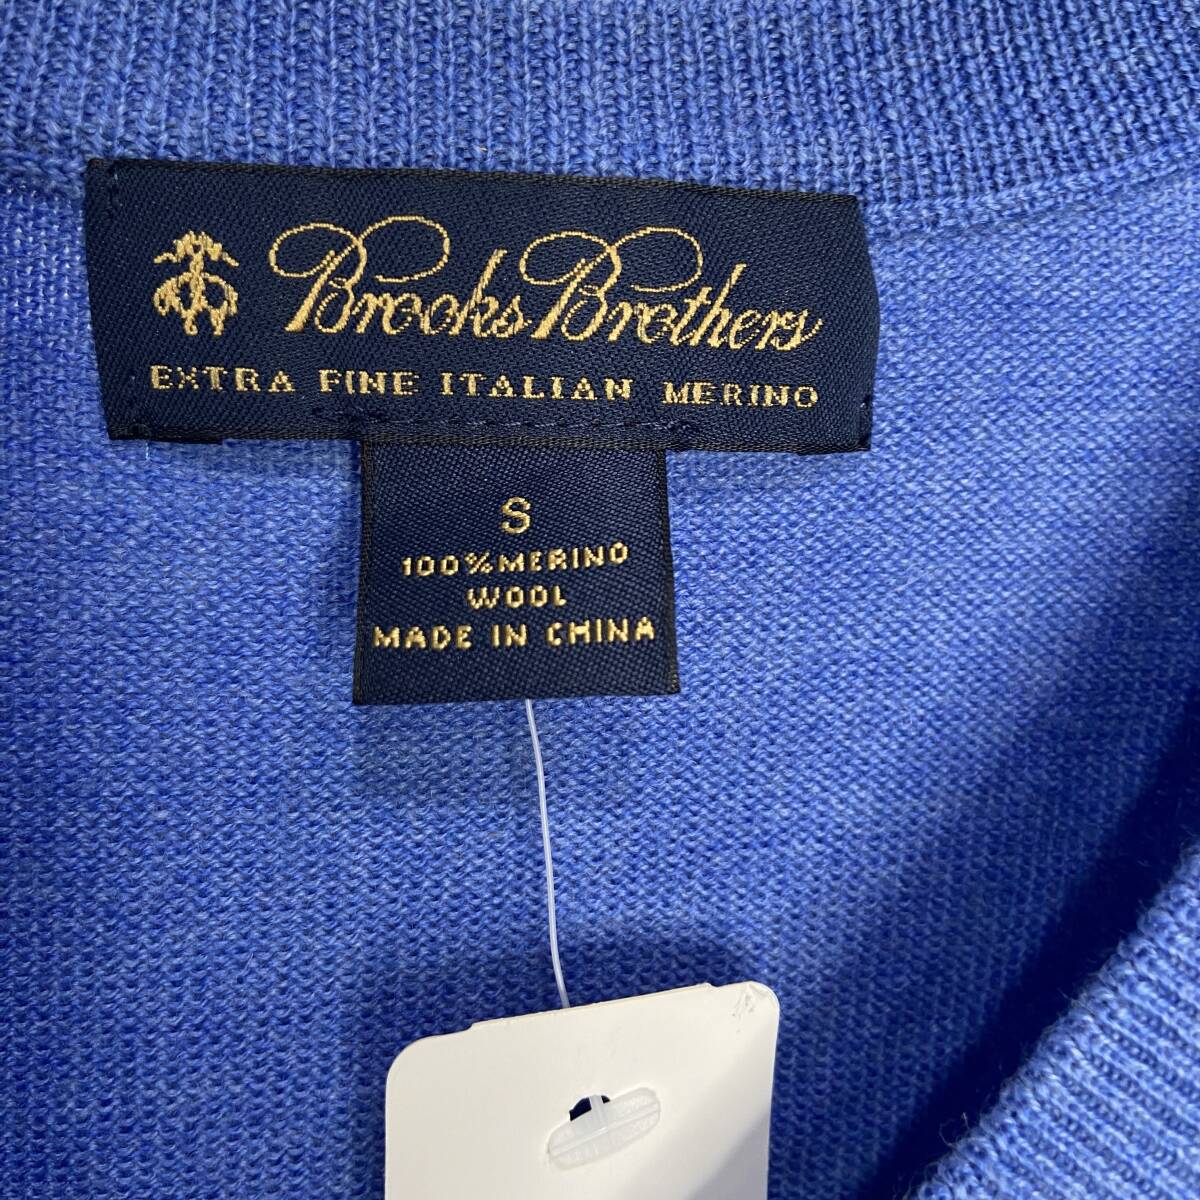 Brooks Brothers
EXTRA FINE ITALIAN MERINO
S
100% MERINO
WOOL
MADE IN CHINA